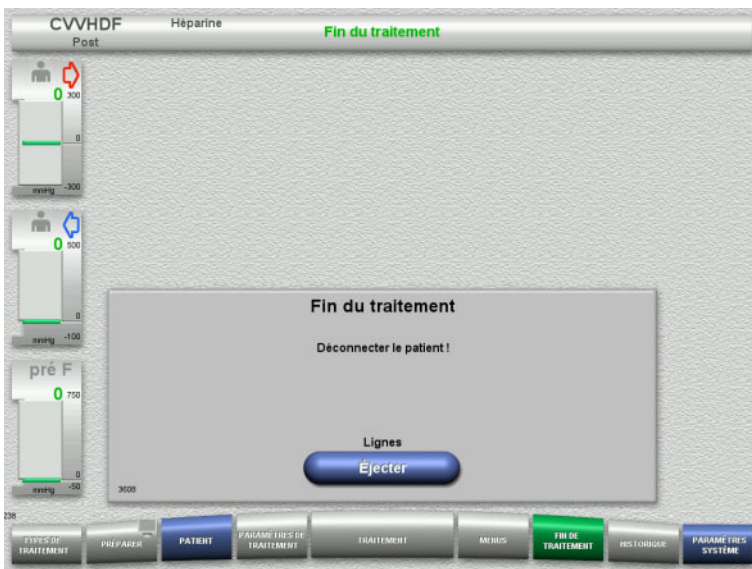 CVVHDF Héparine Fin du traitement
Post
0 300
0
mmHg -300
0 500
0
mmHg -100
pré F
0 750
0
mmHg -50
Fin du traitement
Déconnecter le patient !
Lignes
Éjecter
3608
236
TYPES DE TRAITEMENT
PRÉPARER
PATIENT
PARAMÈTRES DE TRAITEMENT
TRAITEMENT
MENUS
FIN DE TRAITEMENT
HISTORIQUE
PARAMÈTRES SYSTÈME